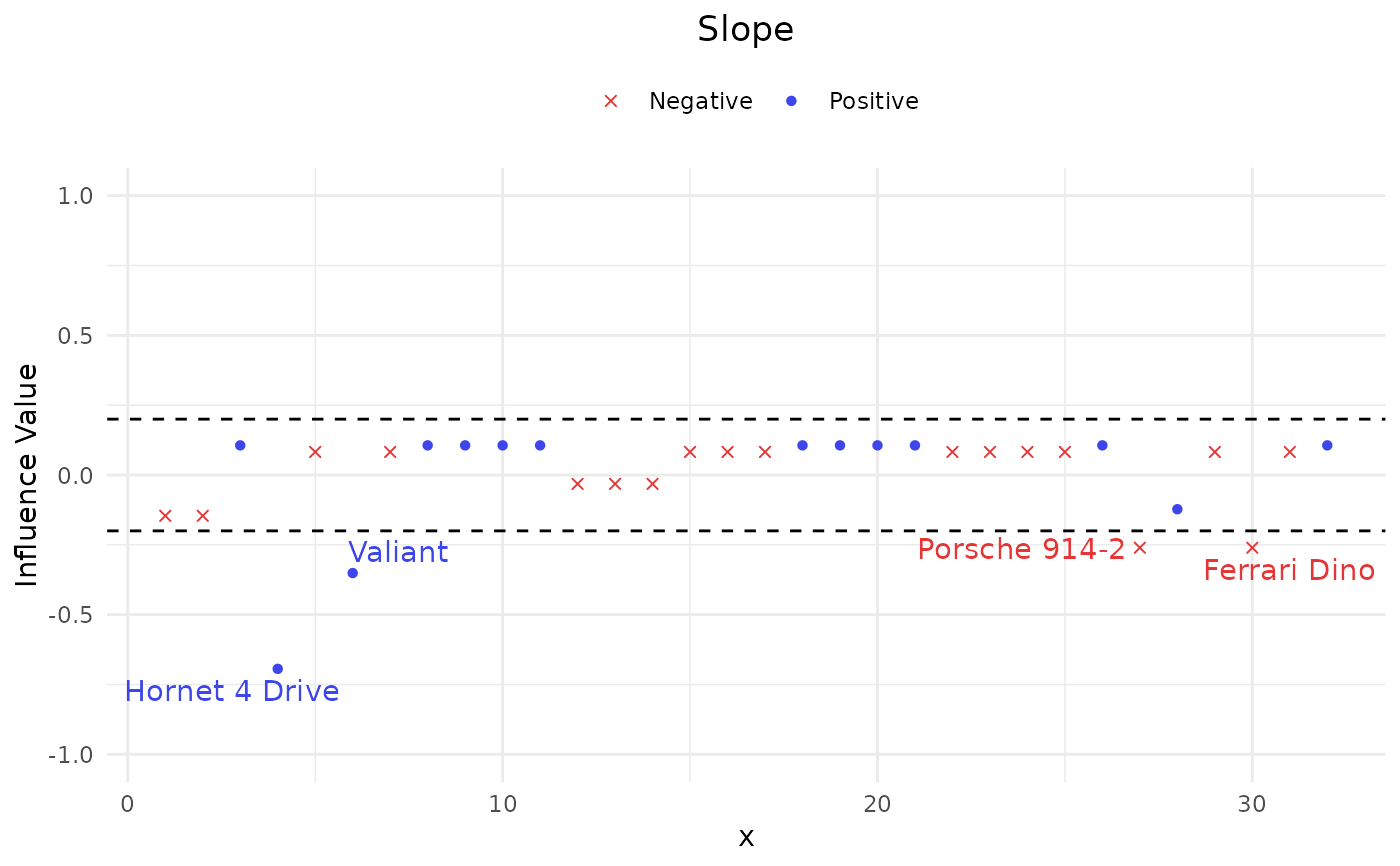 Slope
Negative Positive
1.0
0.5
0.0
-0.5
-1.0
Influence Value
Valiant
Porsche 914-2
Ferrari Dino
Hornet 4 Drive
0 10 20 30
x